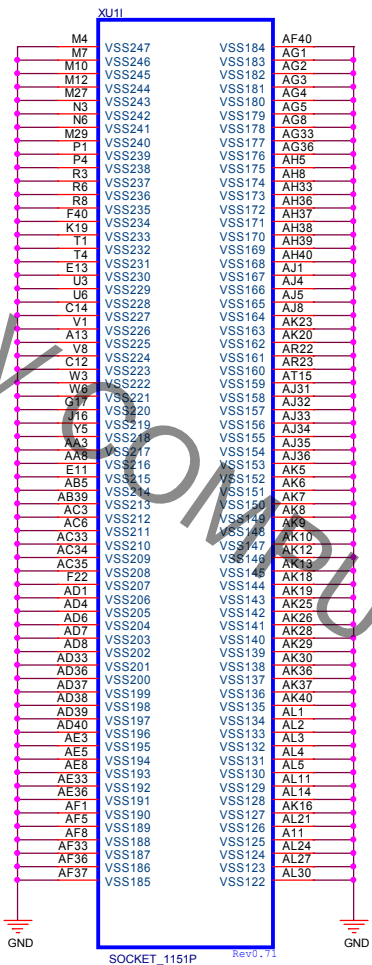 XU1I
M4 VSS247 VSS184 AF40
M7 VSS246 VSS183 AG1
M10 VSS245 VSS182 AG2
M12 VSS244 VSS181 AG3
M27 VSS243 VSS180 AG4
N3 VSS242 VSS179 AG5
N6 VSS241 VSS178 AG8
M29 VSS240 VSS177 AG33
P1 VSS239 VSS176 AG36
P4 VSS238 VSS175 AH5
R3 VSS237 VSS174 AH8
R6 VSS236 VSS173 AH33
R8 VSS235 VSS172 AH36
F40 VSS234 VSS171 AH37
K19 VSS233 VSS170 AH38
T1 VSS232 VSS169 AH39
T4 VSS231 VSS168 AH40
E13 VSS230 VSS167 AJ1
U3 VSS229 VSS166 AJ4
U6 VSS228 VSS165 AJ5
C14 VSS227 VSS164 AJ8
V1 VSS226 VSS163 AK23
A13 VSS225 VSS162 AK20
V8 VSS224 VSS161 AR22
C12 VSS223 VSS160 AR23
W3 VSS222 VSS159 AT15
W6 VSS221 VSS158 AJ31
G17 VSS220 VSS157 AJ32
J16 VSS219 VSS156 AJ33
Y5 VSS218 VSS155 AJ34
AA3 VSS217 VSS154 AJ35
AA8 VSS216 VSS153 AJ36
E11 VSS215 VSS152 AK5
AB5 VSS214 VSS151 AK6
AB39 VSS213 VSS150 AK7
AC3 VSS212 VSS149 AK8
AC6 VSS211 VSS148 AK9
AC33 VSS210 VSS147 AK10
AC34 VSS209 VSS146 AK12
AC35 VSS208 VSS145 AK13
F22 VSS207 VSS144 AK18
AD1 VSS206 VSS143 AK19
AD4 VSS205 VSS142 AK25
AD6 VSS204 VSS141 AK26
AD7 VSS203 VSS140 AK28
AD8 VSS202 VSS139 AK29
AD33 VSS201 VSS138 AK30
AD36 VSS200 VSS137 AK36
AD37 VSS199 VSS136 AK37
AD38 VSS198 VSS135 AK40
AD39 VSS197 VSS134 AL1
AD40 VSS196 VSS133 AL2
AE3 VSS195 VSS132 AL3
AE5 VSS194 VSS131 AL4
AE8 VSS193 VSS130 AL5
AE33 VSS192 VSS129 AL11
AE36 VSS191 VSS128 AL14
AF1 VSS190 VSS127 AK16
AF5 VSS189 VSS126 AL21
AF8 VSS188 VSS125 A11
AF33 VSS187 VSS124 AL24
AF36 VSS186 VSS123 AL27
AF37 VSS185 VSS122 AL30
GND GND
SOCKET_1151P Rev0.71
COMPU